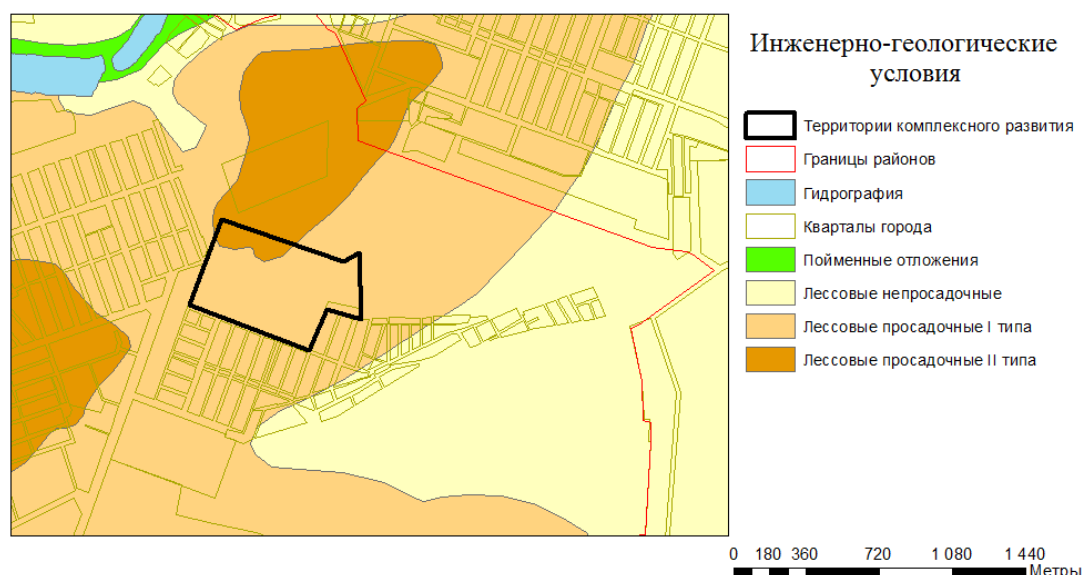 Инженерно-геологические
условия
Территории комплексного развития
Границы районов
Гидрография
Кварталы города
Пойменные отложения
Лессовые непросадочные
Лессовые просадочные I типа
Лессовые просадочные II типа
0 180 360 720 1 080 1 440
Метры